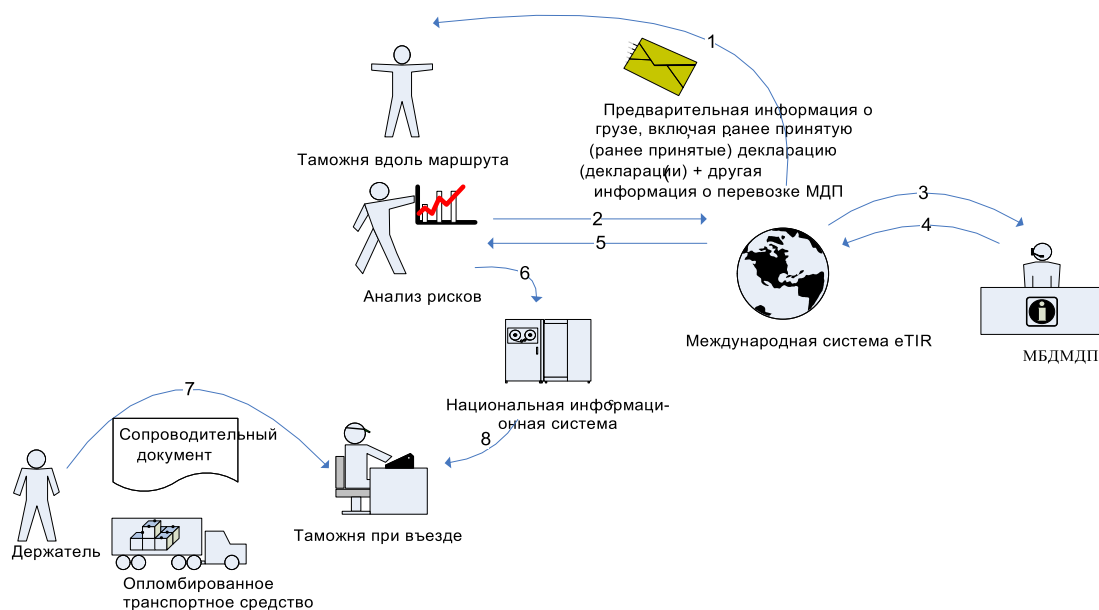 1
Предварительная информация о
грузе, включая ранее принятую
(ранее принятые) декларацию
(декларации) + другая
информация о перевозке МДП
Таможня вдоль маршрута
2
3
4
5
6
Анализ рисков
Международная система eTIR
МБДМДП
Национальная информаци-
онная система
7
8
Сопроводительный
документ
Держатель
Таможня при въезде
Опломбированное
транспортное средство